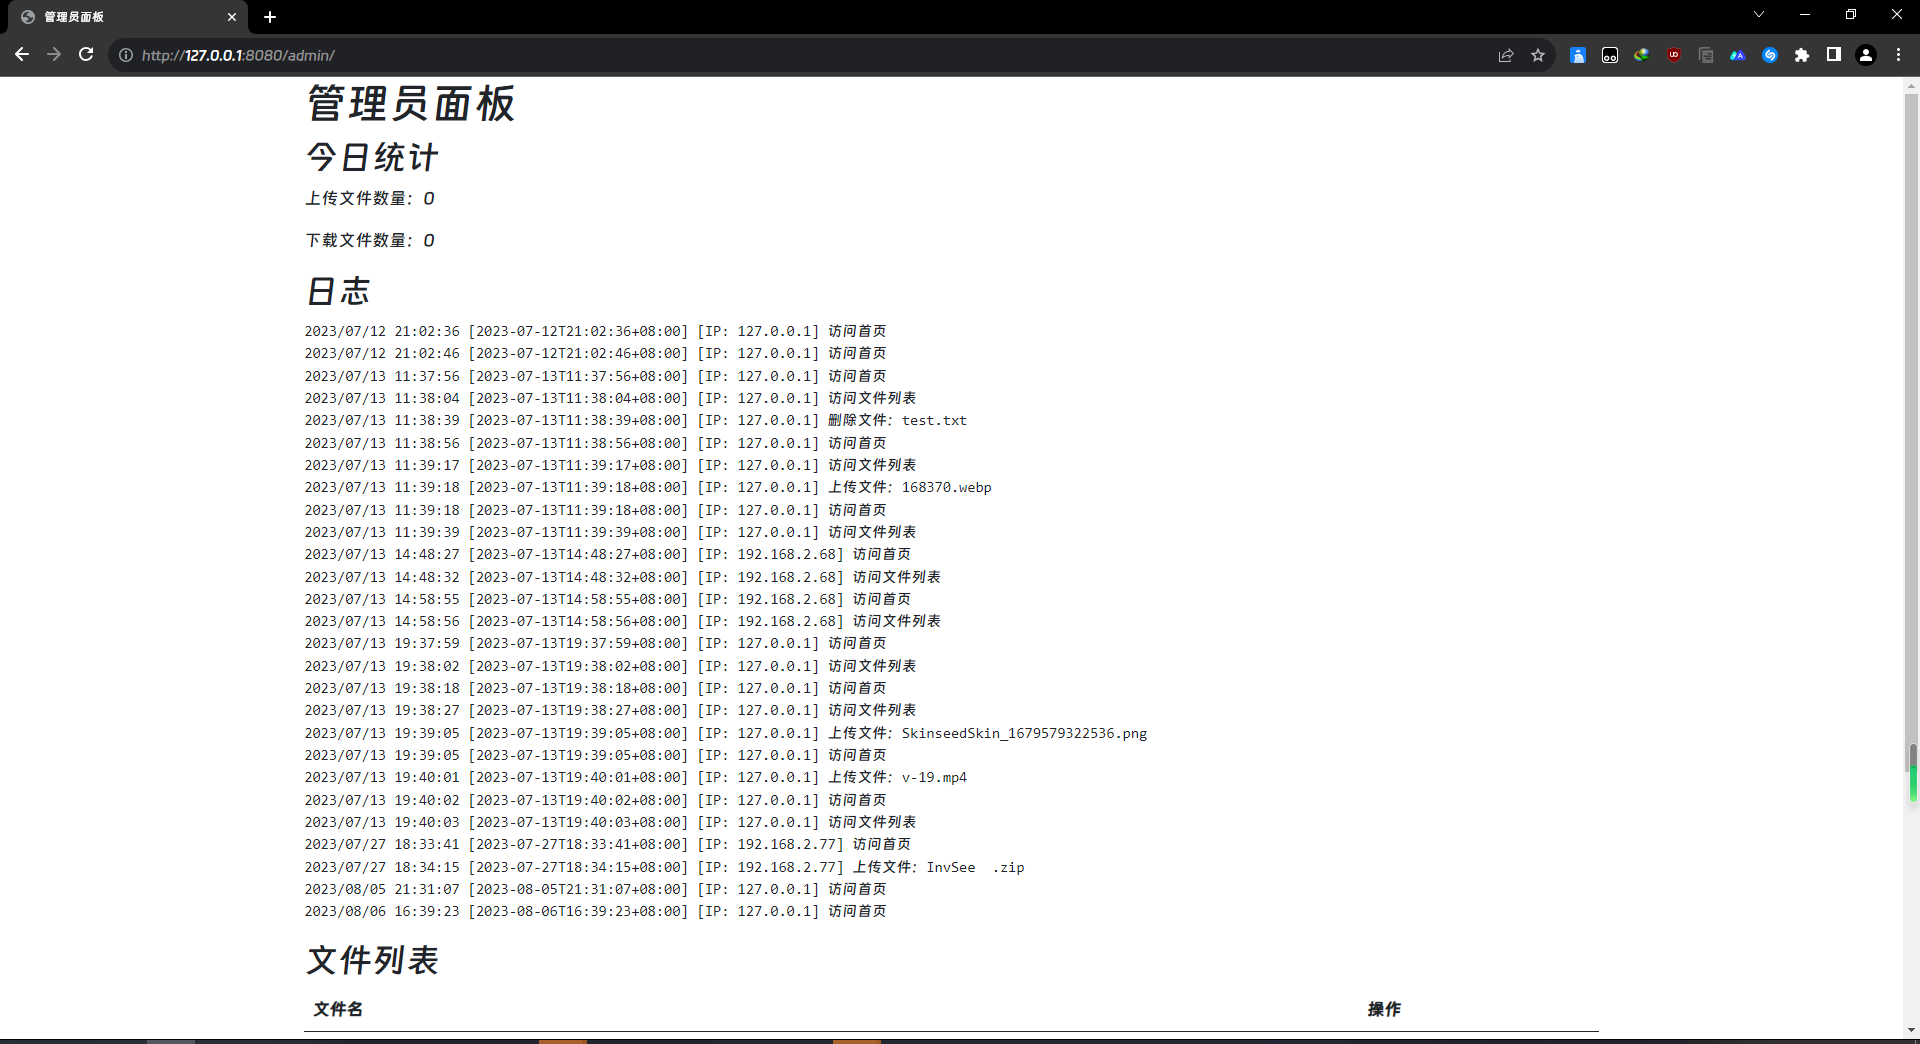 管理员面板
http://127.0.0.1:8080/admin/
管理员面板
今日统计
上传文件数量：0
下载文件数量：0
日志
2023/07/12 21:02:36 [2023-07-12T21:02:36+08:00] [IP: 127.0.0.1] 访问首页
2023/07/12 21:02:46 [2023-07-12T21:02:46+08:00] [IP: 127.0.0.1] 访问首页
2023/07/13 11:37:56 [2023-07-13T11:37:56+08:00] [IP: 127.0.0.1] 访问首页
2023/07/13 11:38:04 [2023-07-13T11:38:04+08:00] [IP: 127.0.0.1] 访问文件列表
2023/07/13 11:38:39 [2023-07-13T11:38:39+08:00] [IP: 127.0.0.1] 删除文件：test.txt
2023/07/13 11:38:56 [2023-07-13T11:38:56+08:00] [IP: 127.0.0.1] 访问首页
2023/07/13 11:39:17 [2023-07-13T11:39:17+08:00] [IP: 127.0.0.1] 访问文件列表
2023/07/13 11:39:18 [2023-07-13T11:39:18+08:00] [IP: 127.0.0.1] 上传文件：168370.webp
2023/07/13 11:39:18 [2023-07-13T11:39:18+08:00] [IP: 127.0.0.1] 访问首页
2023/07/13 11:39:39 [2023-07-13T11:39:39+08:00] [IP: 127.0.0.1] 访问文件列表
2023/07/13 14:48:27 [2023-07-13T14:48:27+08:00] [IP: 192.168.2.68] 访问首页
2023/07/13 14:48:32 [2023-07-13T14:48:32+08:00] [IP: 192.168.2.68] 访问文件列表
2023/07/13 14:58:55 [2023-07-13T14:58:55+08:00] [IP: 192.168.2.68] 访问首页
2023/07/13 14:58:56 [2023-07-13T14:58:56+08:00] [IP: 192.168.2.68] 访问文件列表
2023/07/13 19:37:59 [2023-07-13T19:37:59+08:00] [IP: 127.0.0.1] 访问首页
2023/07/13 19:38:02 [2023-07-13T19:38:02+08:00] [IP: 127.0.0.1] 访问文件列表
2023/07/13 19:38:18 [2023-07-13T19:38:18+08:00] [IP: 127.0.0.1] 访问首页
2023/07/13 19:38:27 [2023-07-13T19:38:27+08:00] [IP: 127.0.0.1] 访问文件列表
2023/07/13 19:39:05 [2023-07-13T19:39:05+08:00] [IP: 127.0.0.1] 上传文件：SkinseedSkin_1679579322536.png
2023/07/13 19:39:05 [2023-07-13T19:39:05+08:00] [IP: 127.0.0.1] 访问首页
2023/07/13 19:40:01 [2023-07-13T19:40:01+08:00] [IP: 127.0.0.1] 上传文件：v-19.mp4
2023/07/13 19:40:02 [2023-07-13T19:40:02+08:00] [IP: 127.0.0.1] 访问首页
2023/07/13 19:40:03 [2023-07-13T19:40:03+08:00] [IP: 127.0.0.1] 访问文件列表
2023/07/27 18:33:41 [2023-07-27T18:33:41+08:00] [IP: 192.168.2.77] 访问首页
2023/07/27 18:34:15 [2023-07-27T18:34:15+08:00] [IP: 192.168.2.77] 上传文件：InvSee  .zip
2023/08/05 21:31:07 [2023-08-05T21:31:07+08:00] [IP: 127.0.0.1] 访问首页
2023/08/06 16:39:23 [2023-08-06T16:39:23+08:00] [IP: 127.0.0.1] 访问首页
文件列表
文件名 操作